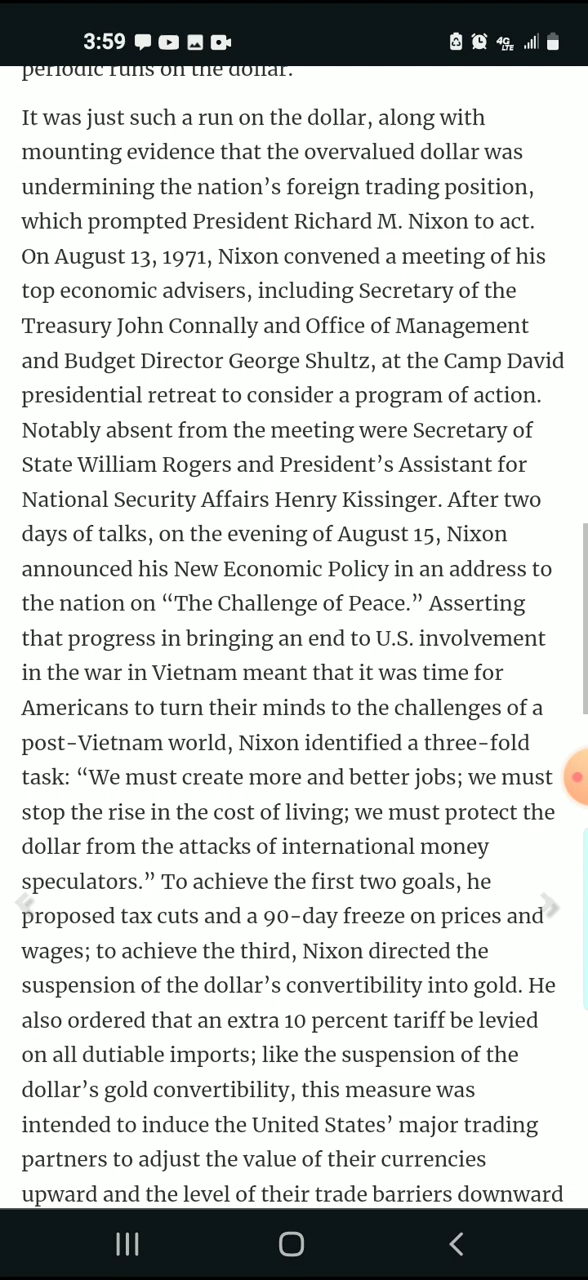 3:59
4G
LTE
periodic runs on the dollar.
It was just such a run on the dollar, along with
mounting evidence that the overvalued dollar was
undermining the nation’s foreign trading position,
which prompted President Richard M. Nixon to act.
On August 13, 1971, Nixon convened a meeting of his
top economic advisers, including Secretary of the
Treasury John Connally and Office of Management
and Budget Director George Shultz, at the Camp David
presidential retreat to consider a program of action.
Notably absent from the meeting were Secretary of
State William Rogers and President’s Assistant for
National Security Affairs Henry Kissinger. After two
days of talks, on the evening of August 15, Nixon
announced his New Economic Policy in an address to
the nation on “The Challenge of Peace.” Asserting
that progress in bringing an end to U.S. involvement
in the war in Vietnam meant that it was time for
Americans to turn their minds to the challenges of a
post-Vietnam world, Nixon identified a three-fold
task: “We must create more and better jobs; we must
stop the rise in the cost of living; we must protect the
dollar from the attacks of international money
speculators.” To achieve the first two goals, he
proposed tax cuts and a 90-day freeze on prices and
wages; to achieve the third, Nixon directed the
suspension of the dollar’s convertibility into gold. He
also ordered that an extra 10 percent tariff be levied
on all dutiable imports; like the suspension of the
dollar’s gold convertibility, this measure was
intended to induce the United States’ major trading
partners to adjust the value of their currencies
upward and the level of their trade barriers downward